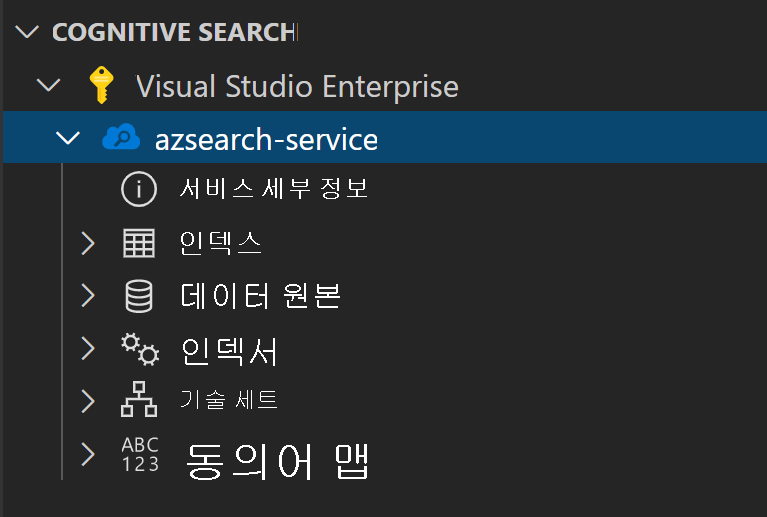 COGNITIVE SEARCH
Visual Studio Enterprise
azsearch-service
서비스 세부 정보
인덱스
데이터 원본
인덱서
기술 세트
ABC
123
동의어 맵